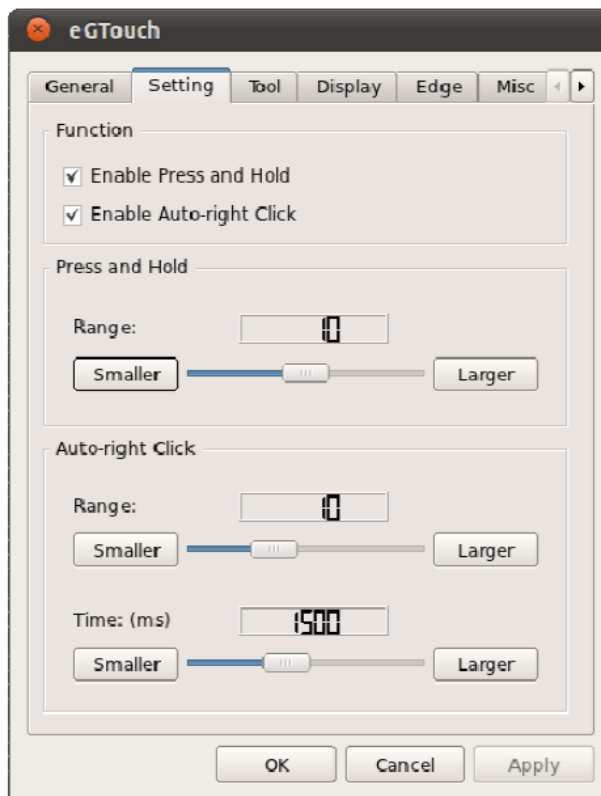 eGTouch
General Setting Tool Display Edge Misc
Function
Enable Press and Hold
Enable Auto-right Click
Press and Hold
Range: 10
Smaller Larger
Auto-right Click
Range: 10
Smaller Larger
Time: (ms) 1500
Smaller Larger
OK Cancel Apply